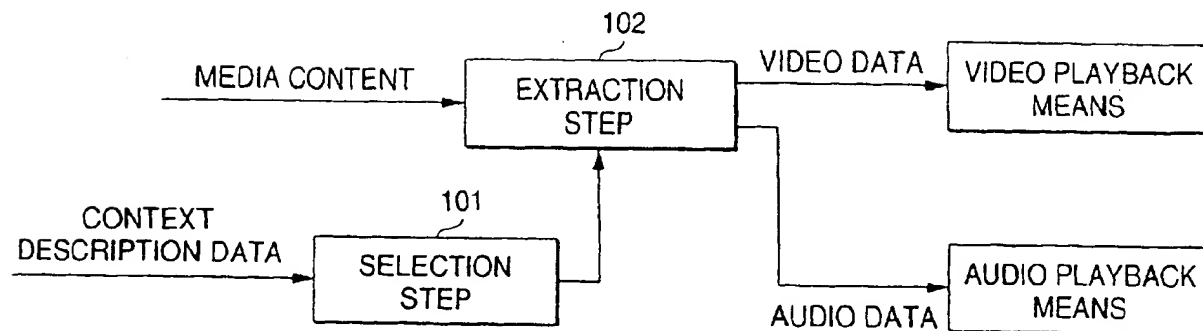 102
MEDIA CONTENT
EXTRACTION
STEP
VIDEO DATA
VIDEO PLAYBACK
MEANS
CONTEXT
DESCRIPTION DATA
101
SELECTION
STEP
AUDIO DATA
AUDIO PLAYBACK
MEANS